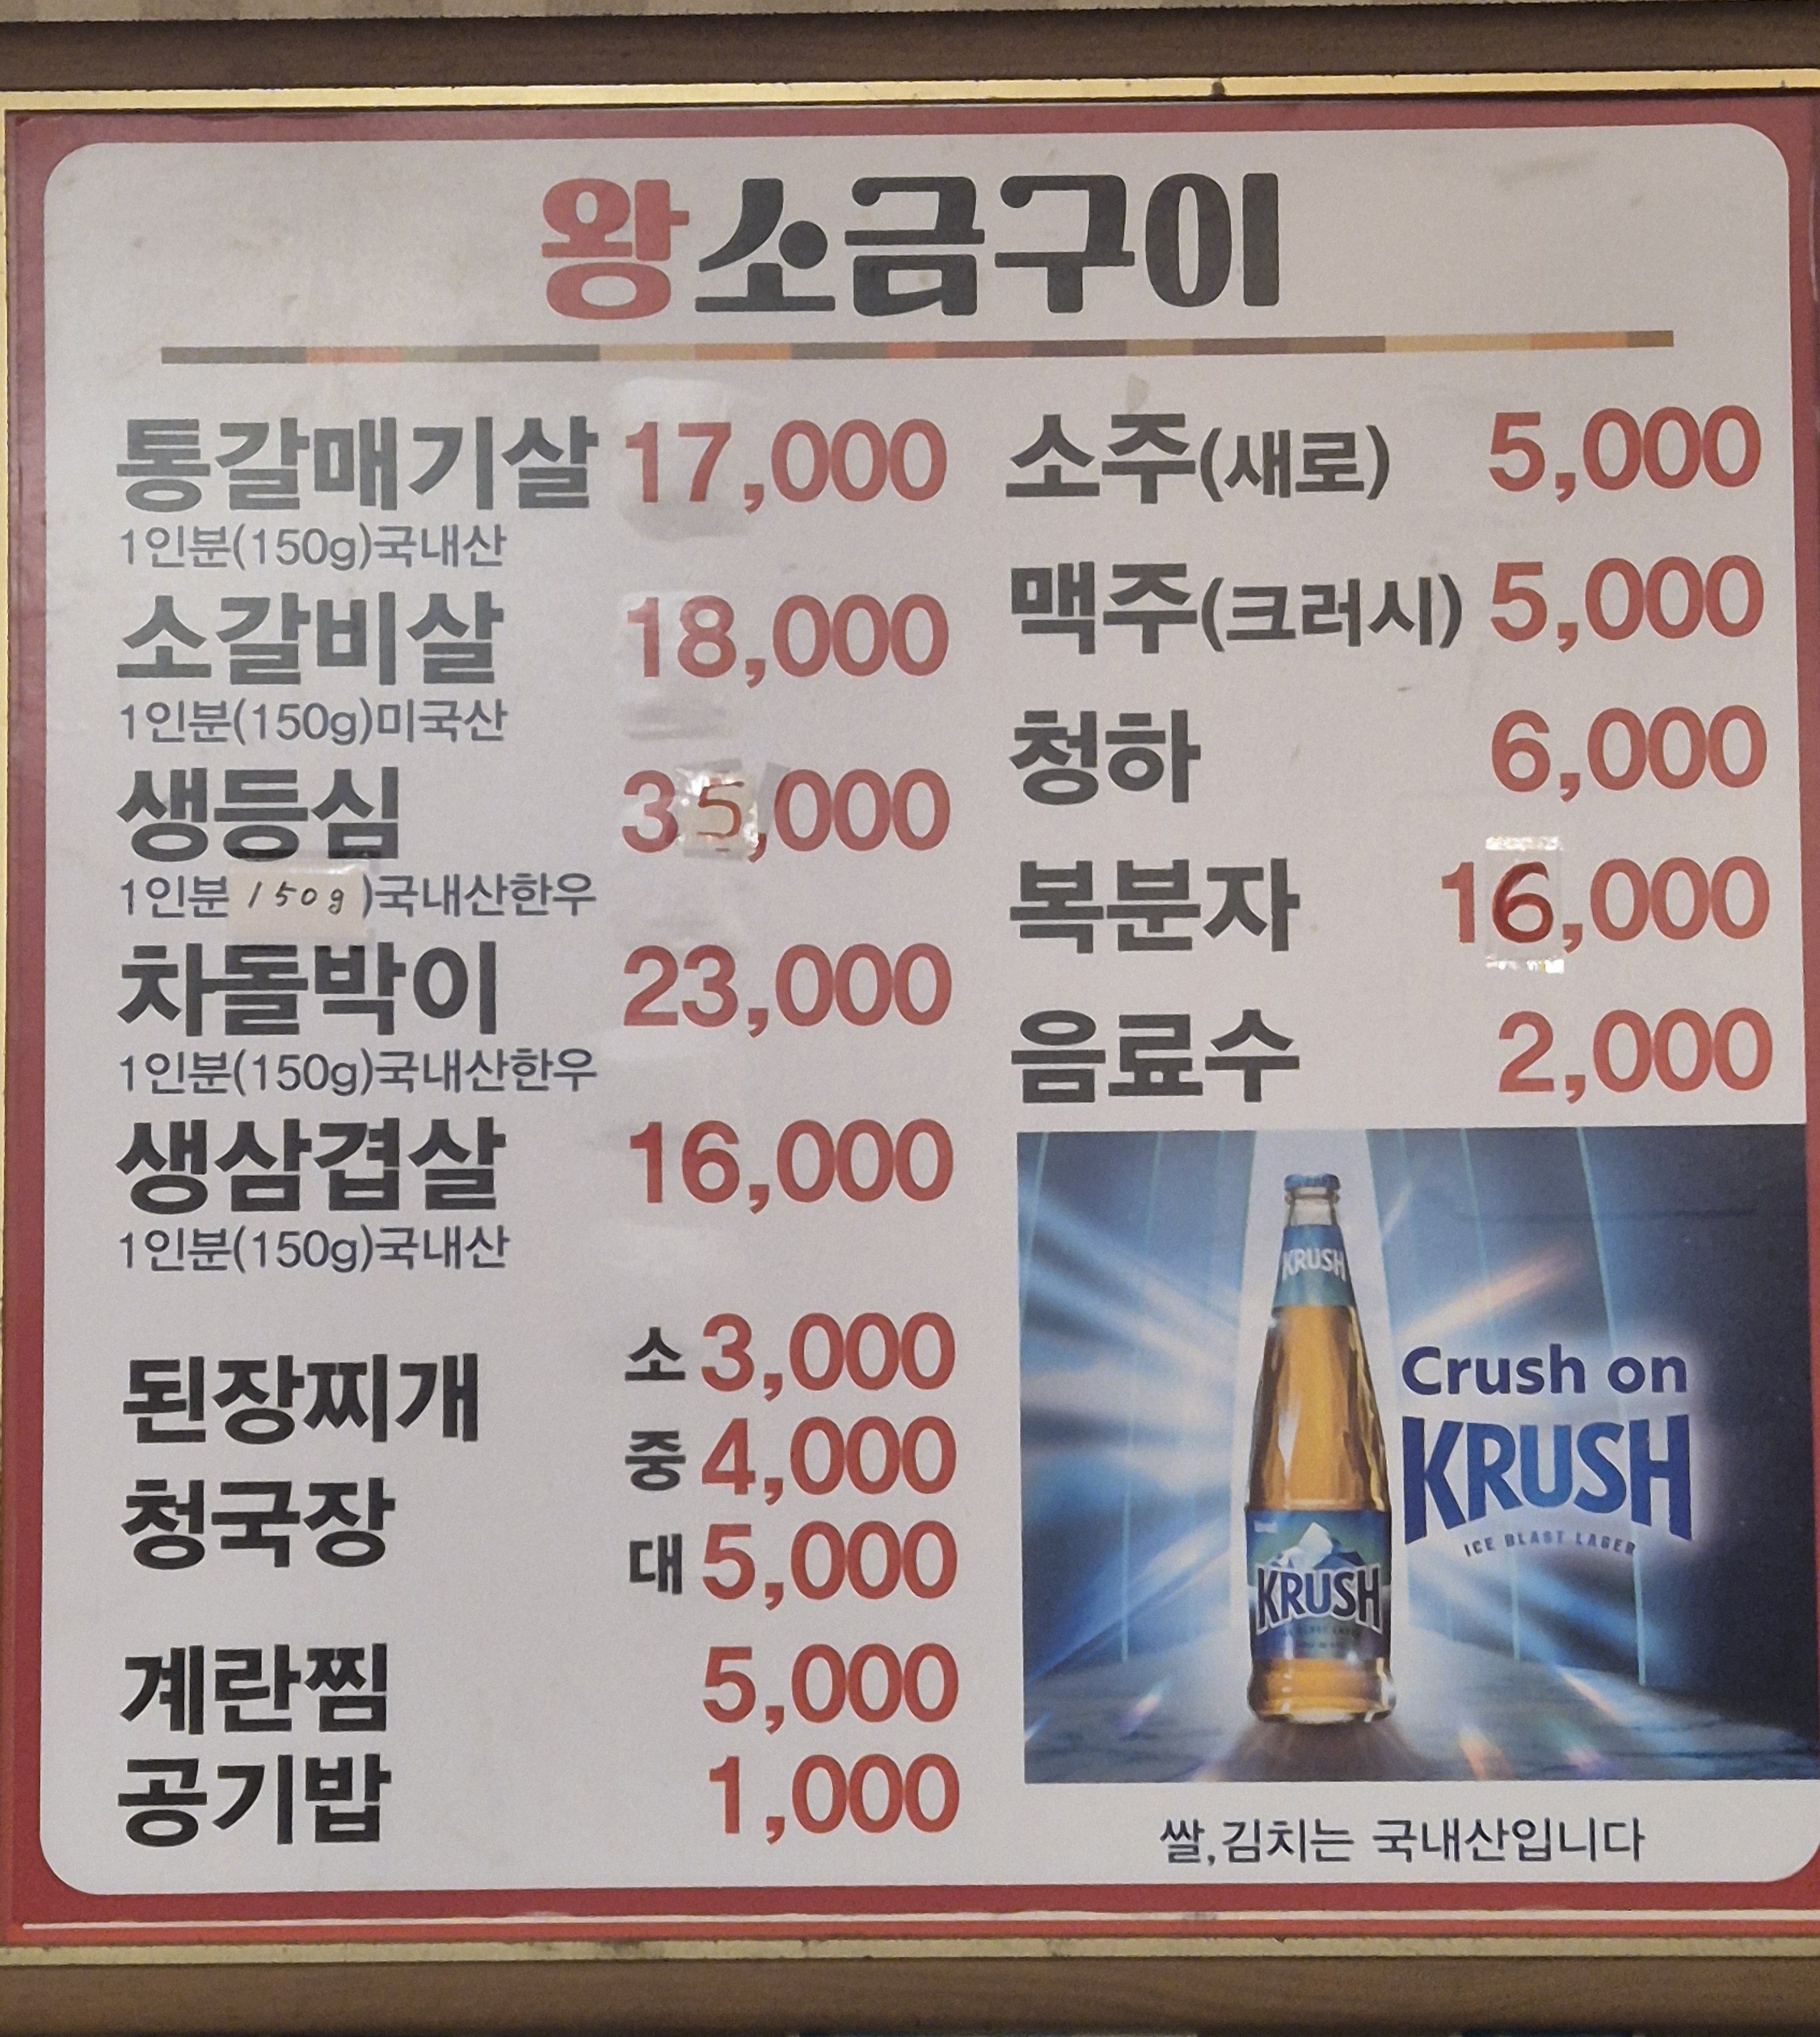 왕소금구이
통갈매기살 17,000
1인분(150g)국내산
소갈비살 18,000
1인분(150g)미국산
생등심 35,000
1인분 150g)국내산한우
차돌박이 23,000
1인분(150g)국내산한우
생삼겹살 16,000
1인분(150g)국내산
된장찌개
청국장
소 3,000
중 4,000
대 5,000
계란찜 5,000
공기밥 1,000
소주(새로) 5,000
맥주(크러시) 5,000
청하 6,000
복분자 16,000
음료수 2,000
KRUSH
Crush on
KRUSH
ICE BLAST LAGER
KRUSH
쌀,김치는 국내산입니다